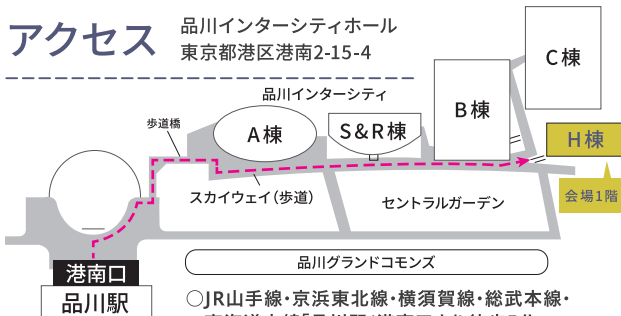 アクセス
品川インターシティホール
東京都港区港南2-15-4
C棟
品川インターシティ
B棟
歩道橋
A棟
S&R棟
H棟
会場1階
スカイウェイ(歩道)
セントラルガーデン
品川グランドコモンズ
港南口
品川駅
○JR山手線・京浜東北線・横須賀線・総武本線・